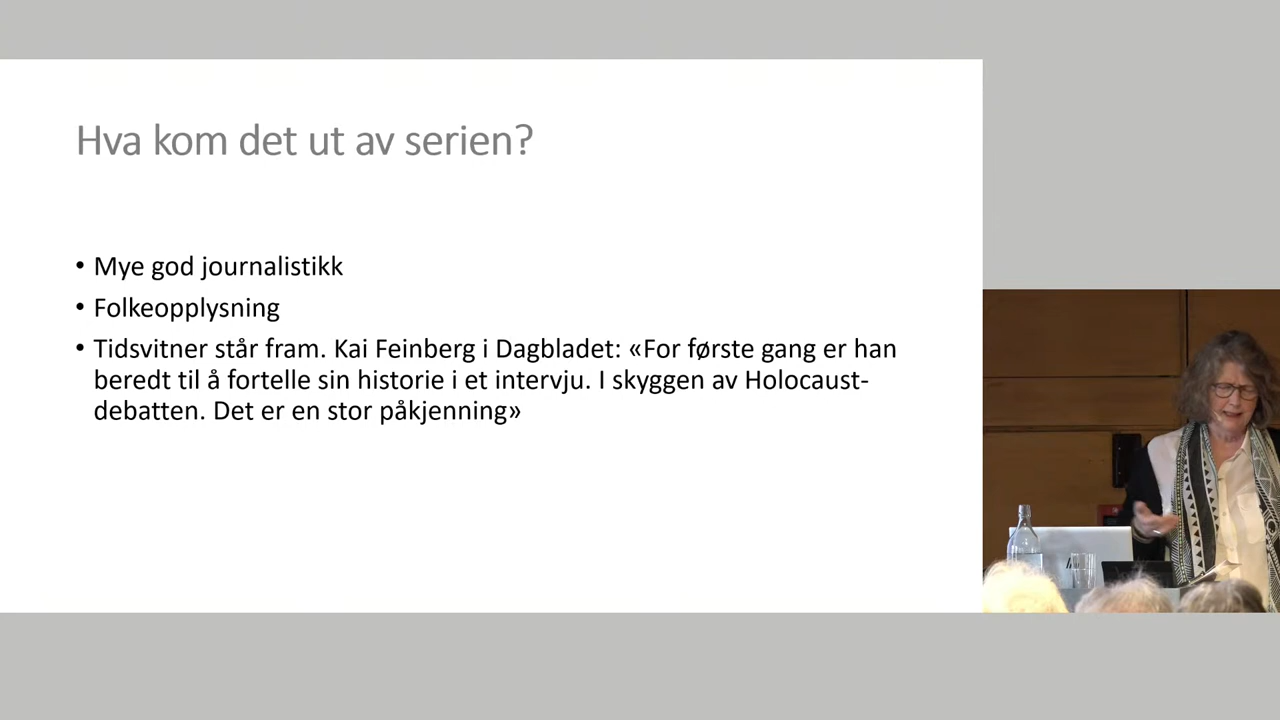 Hva kom det ut av serien?
• Mye god journalistikk
• Folkeopplysning
• Tidsvitner står fram. Kai Feinberg i Dagbladet: «For første gang er han
beredt til å fortelle sin historie i et intervju. I skyggen av Holocaust-
debatten. Det er en stor påkjenning»